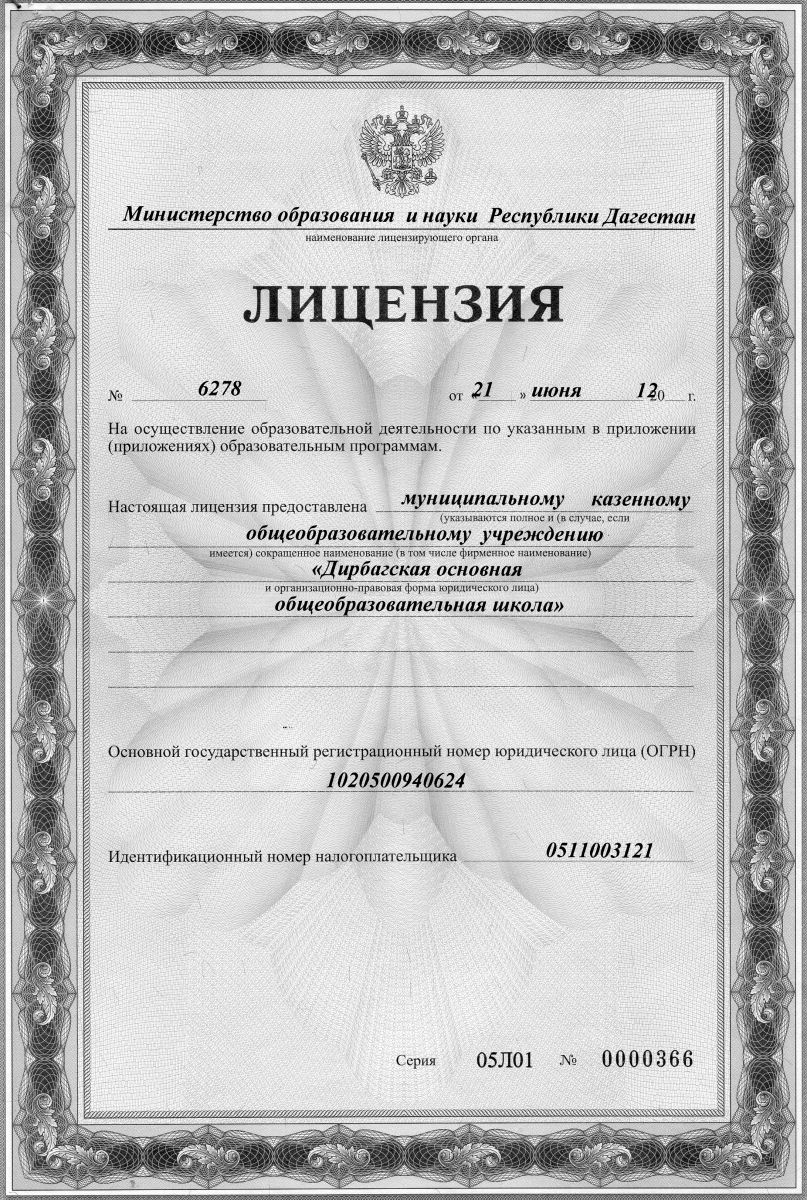 Министерство образования и науки Республики Дагестан
наименование лицензирующего органа
ЛИЦЕНЗИЯ
№ 6278 от «21» июня 2012 г.
На осуществление образовательной деятельности по указанным в приложении
(приложениях) образовательным программам.
Настоящая лицензия предоставлена муниципальному казенному
(указываются полное и (в случае, если
общеобразовательному учреждению
имеется) сокращенное наименование (в том числе фирменное наименование)
«Дирбагская основная
и организационно-правовая форма юридического лица)
общеобразовательная школа»
Основной государственный регистрационный номер юридического лица (ОГРН)
1020500940624
Идентификационный номер налогоплательщика 0511003121
Серия 05Л01 № 0000366